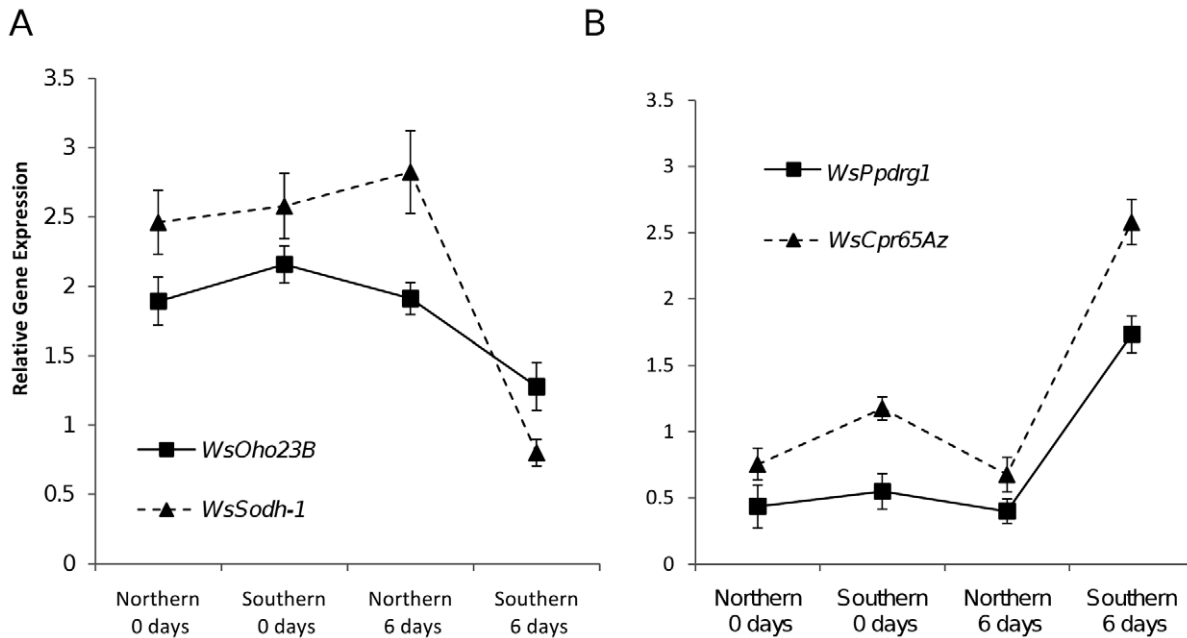 A
Relative Gene Expression
3.5
3
2.5
2
1.5
1
0.5
0
WsOho23B
WsSodh-1
Northern
0 days
Southern
0 days
Northern
6 days
Southern
6 days
B
3.5
3
2.5
2
1.5
1
0.5
0
WsPpdrg1
WsCpr65Az
Northern
0 days
Southern
0 days
Northern
6 days
Southern
6 days